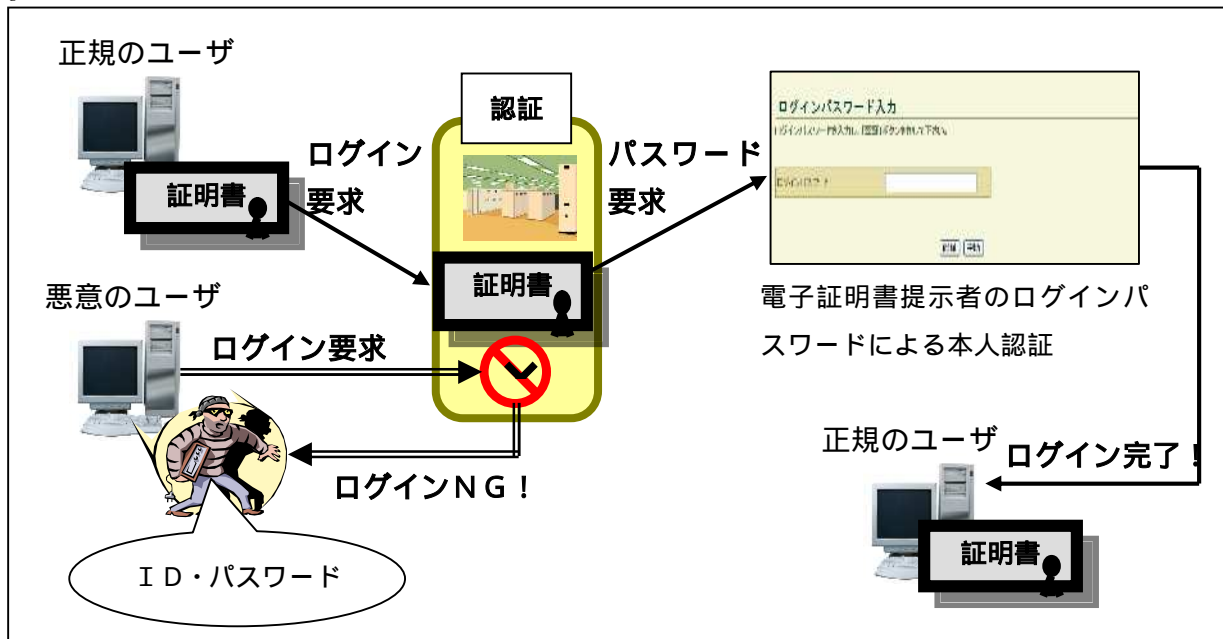 正規のユーザ
認証
証明書
ログイン
要求
証明書
パスワード
要求
ログインパスワード入力
電子証明書提示者のログインパ
スワードによる本人認証
悪意のユーザ
ログイン要求
ログインNG!
ID・パスワード
正規のユーザ
ログイン完了!
証明書